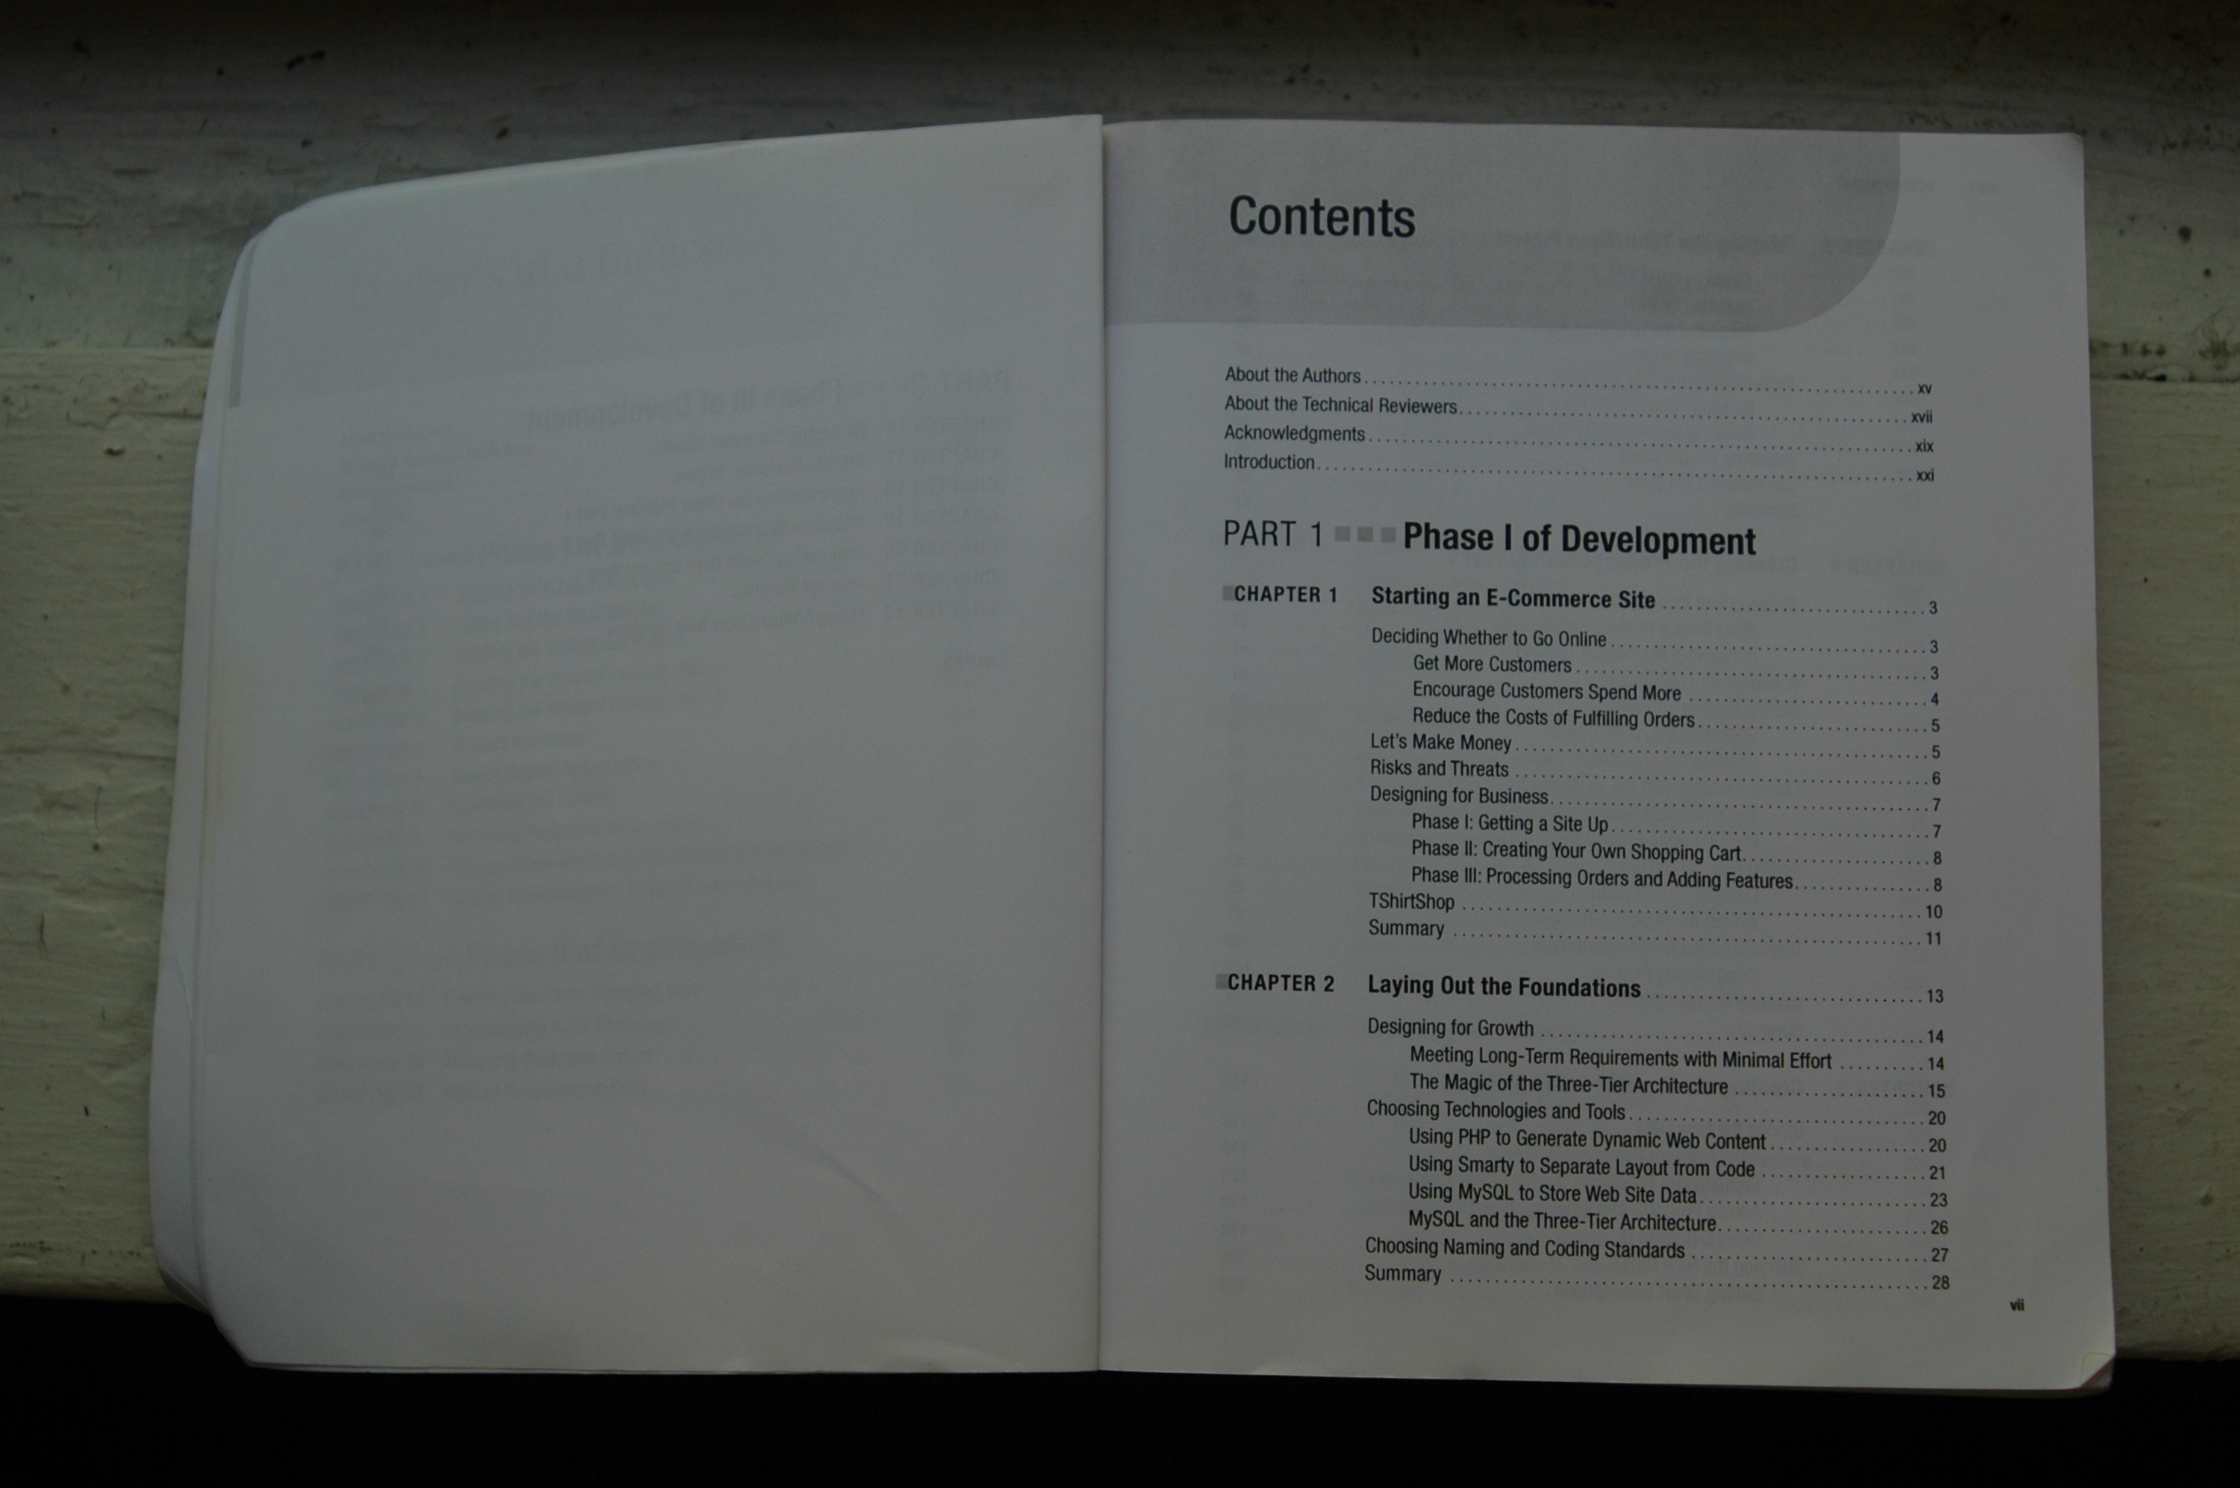 Contents
About the Authors xv
About the Technical Reviewers xvii
Acknowledgments xix
Introduction xxi
PART 1 Phase I of Development
CHAPTER 1 Starting an E-Commerce Site 3
Deciding Whether to Go Online 3
Get More Customers 3
Encourage Customers Spend More 4
Reduce the Costs of Fulfilling Orders 5
Let's Make Money 5
Risks and Threats 6
Designing for Business 7
Phase I: Getting a Site Up 7
Phase II: Creating Your Own Shopping Cart 8
Phase III: Processing Orders and Adding Features 8
TShirtShop 10
Summary 11
CHAPTER 2 Laying Out the Foundations 13
Designing for Growth 14
Meeting Long-Term Requirements with Minimal Effort 14
The Magic of the Three-Tier Architecture 15
Choosing Technologies and Tools 20
Using PHP to Generate Dynamic Web Content 20
Using Smarty to Separate Layout from Code 21
Using MySQL to Store Web Site Data 23
MySQL and the Three-Tier Architecture 26
Choosing Naming and Coding Standards 27
Summary 28
vii